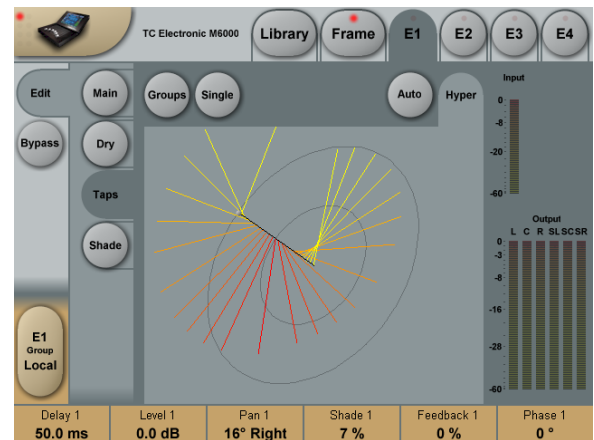 TC Electronic M6000
Library
Frame
E1
E2
E3
E4
Edit
Main
Groups
Single
Auto
Hyper
Input
0
-8
-20
-60
Bypass
Dry
Taps
Shade
Output
L C R SL SC SR
0
-3
-8
-16
-28
-60
E1
Group
Local
Delay 1
Level 1
Pan 1
Shade 1
Feedback 1
Phase 1
50.0 ms
0.0 dB
16° Right
7 %
0 %
0 °